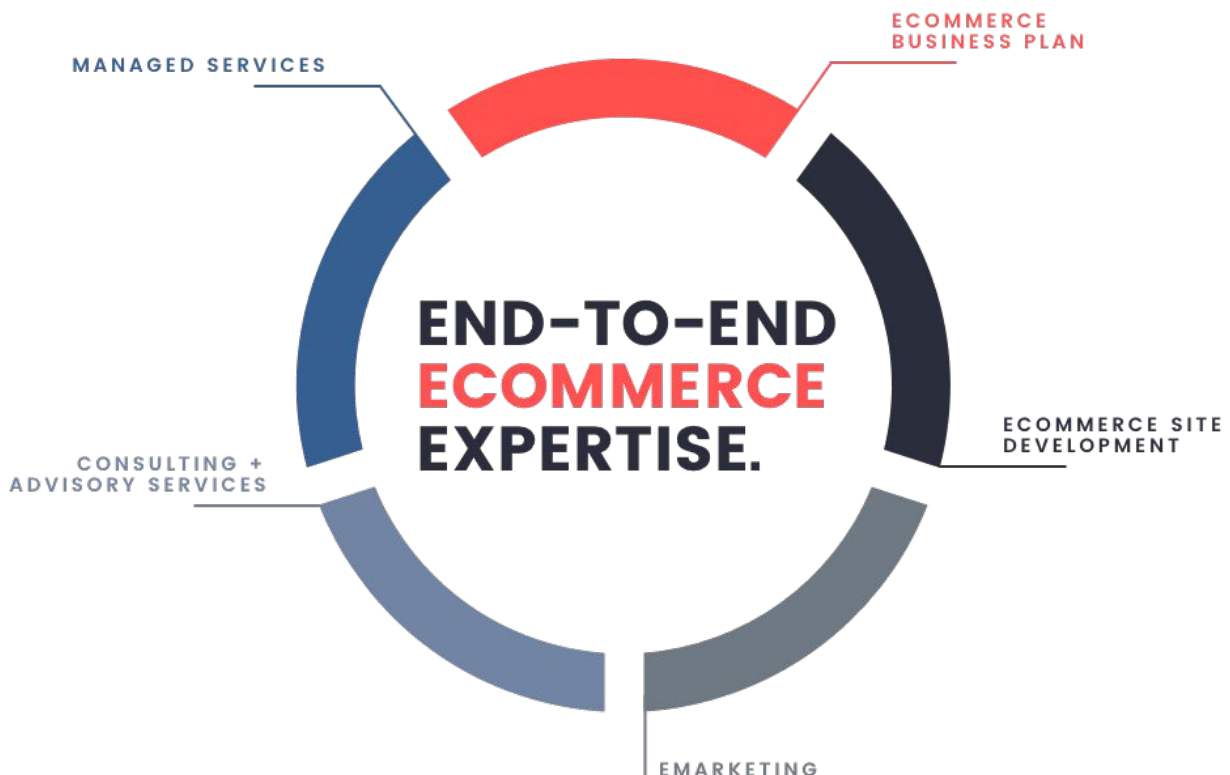 ECOMMERCE
BUSINESS PLAN
MANAGED SERVICES
END-TO-END
ECOMMERCE
EXPERTISE.
ECOMMERCE SITE
DEVELOPMENT
CONSULTING +
ADVISORY SERVICES
EMARKETING